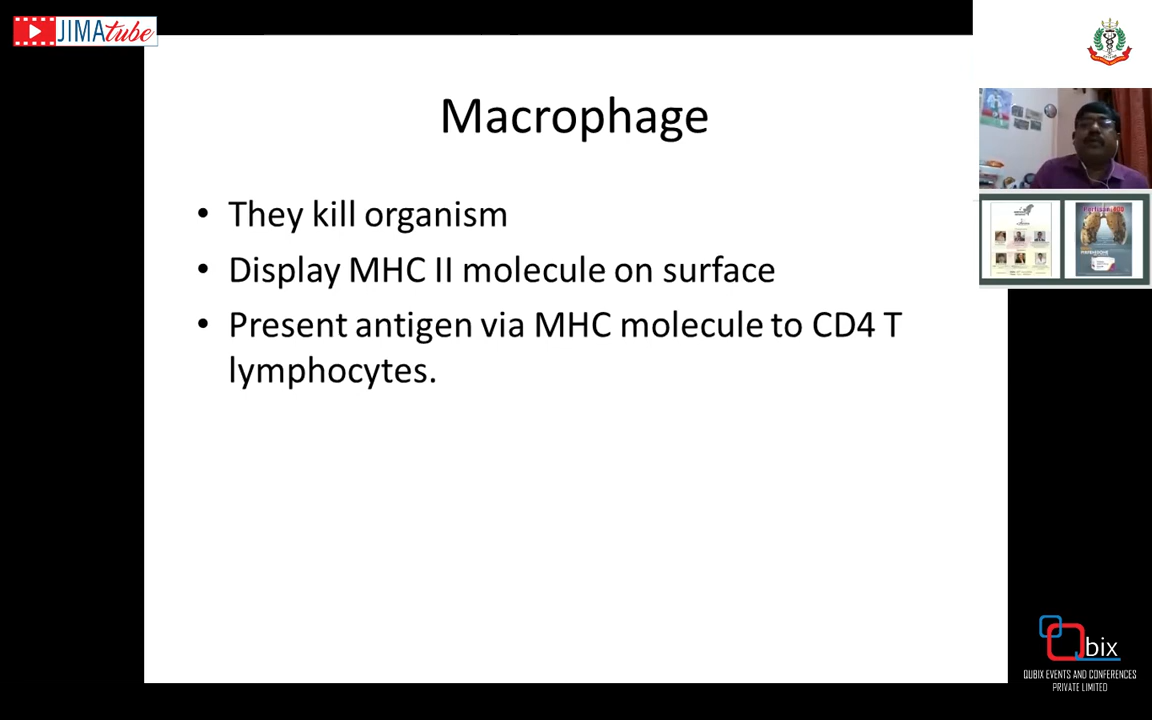 JIMAtube
Macrophage
• They kill organism
• Display MHC II molecule on surface
• Present antigen via MHC molecule to CD4 T
lymphocytes.
Qbix
QUBIX EVENTS AND CONFERENCES
PRIVATE LIMITED